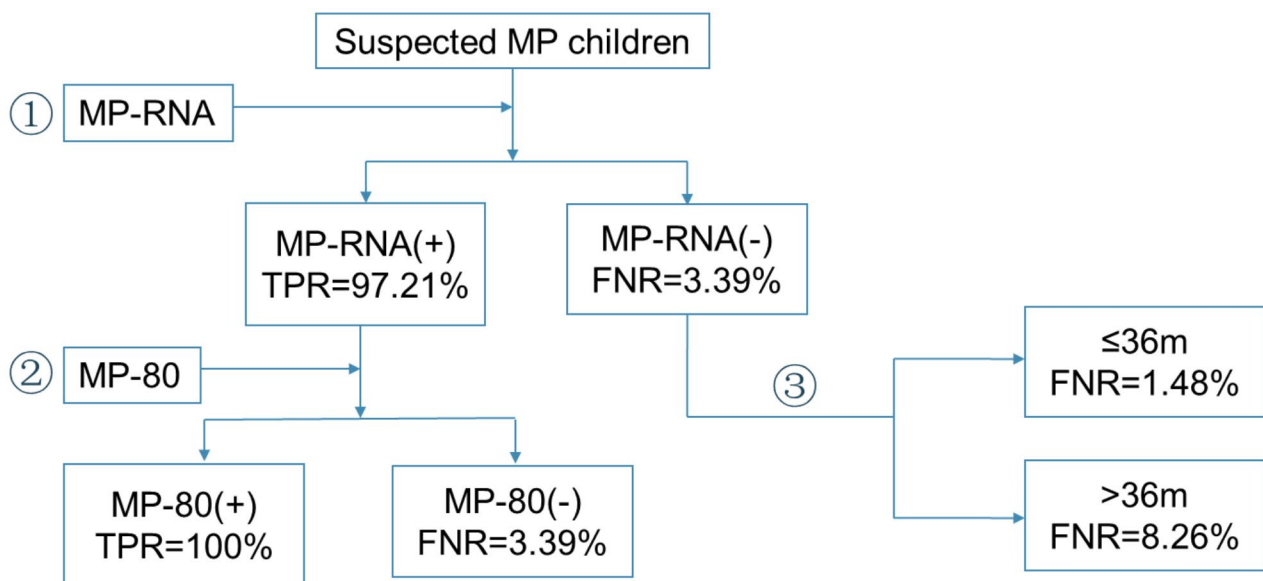 Suspected MP children
① MP-RNA
MP-RNA(+)
TPR=97.21%
MP-RNA(-)
FNR=3.39%
② MP-80
③
≤36m
FNR=1.48%
MP-80(+)
TPR=100%
MP-80(-)
FNR=3.39%
>36m
FNR=8.26%